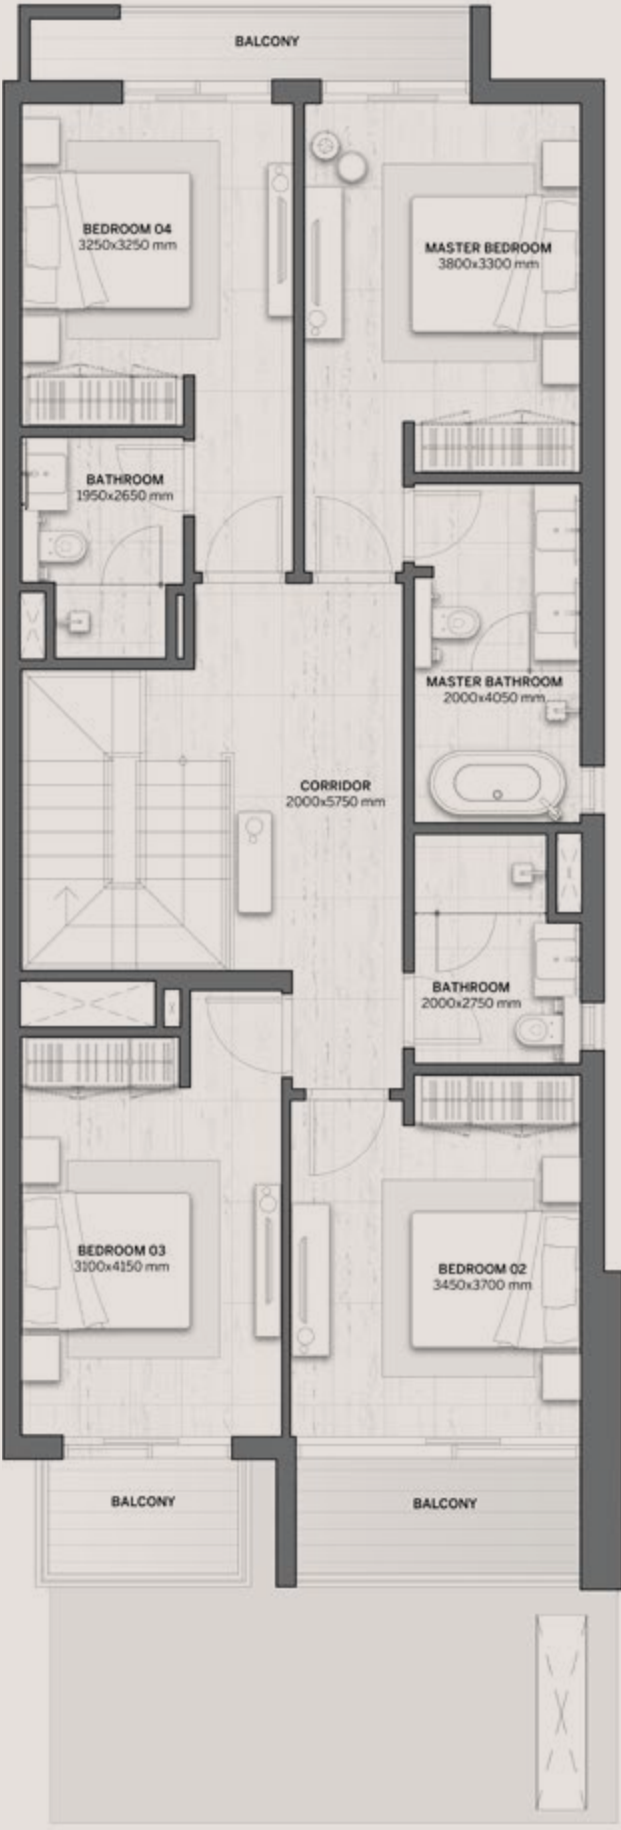 BALCONY
BEDROOM 04
3250x3250 mm
MASTER BEDROOM
3800x3300 mm
BATHROOM
1950x2650 mm
MASTER BATHROOM
2000x4050 mm
CORRIDOR
2000x5750 mm
BATHROOM
2000x2750 mm
BEDROOM 03
3100x4150 mm
BEDROOM 02
3450x3700 mm
BALCONY
BALCONY